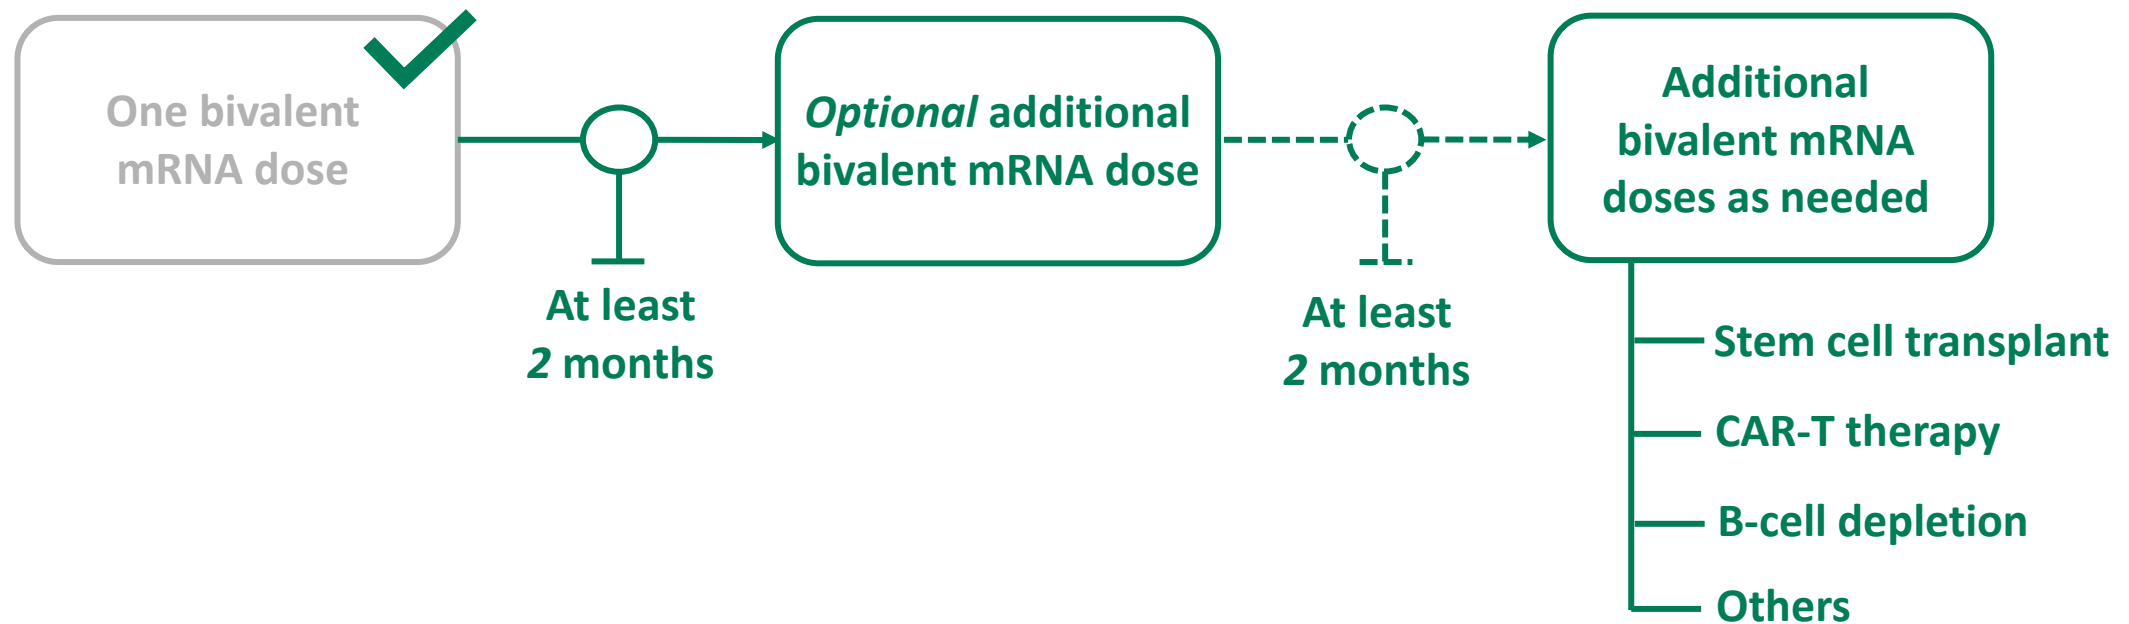 One bivalent
mRNA dose
At least
2 months
Optional additional
bivalent mRNA dose
At least
2 months
Additional
bivalent mRNA
doses as needed
Stem cell transplant
CAR-T therapy
B-cell depletion
Others